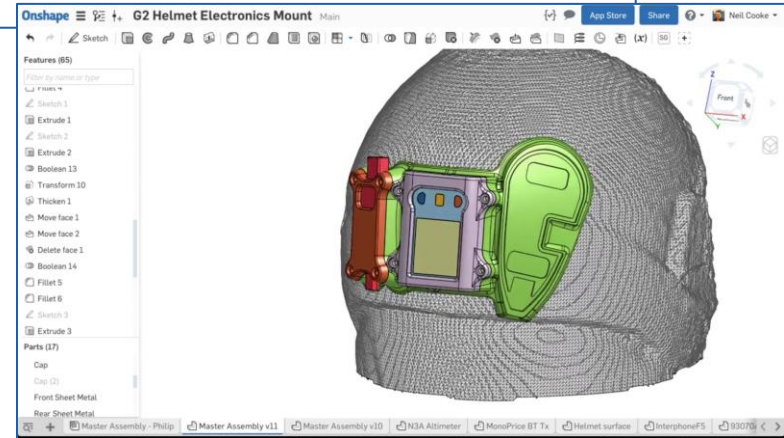 Onshape G2 Helmet Electronics Mount Main App Store Share Neil Cooke
Sketch (x) SG
Features (65)
Filter by name or type
Fillet 4
Sketch 1
Extrude 1
Sketch 2
Extrude 2
Boolean 13
Transform 10
Thicken 1
Move face 1
Move face 2
Delete face 1
Boolean 14
Fillet 5
Fillet 6
Sketch 3
Extrude 3
Parts (17)
Cap
Cap (2)
Front Sheet Metal
Rear Sheet Metal
Z
Front
X
Y
Master Assembly - Philip Master Assembly v11 Master Assembly v10 N3A Altimeter MonoPrice BT Tx Helmet surface InterphoneF5 93070